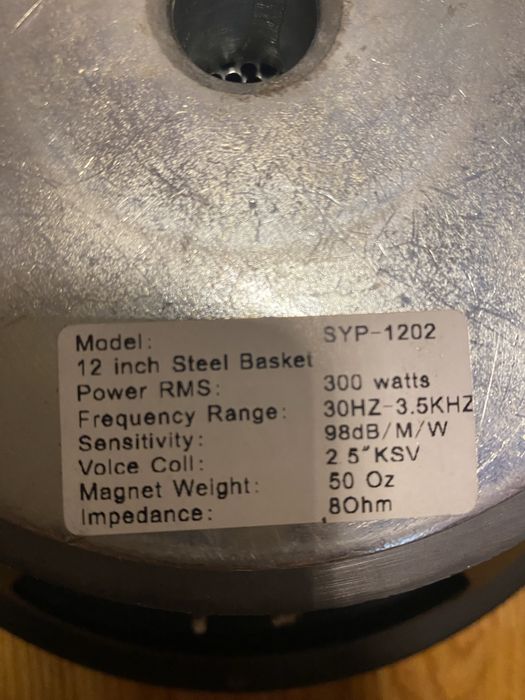 Model: SYP-1202
12 inch Steel Basket
Power RMS: 300 watts
Frequency Range: 30HZ-3.5KHZ
Sensitivity: 98dB/M/W
Voice Coil: 2.5"KSV
Magnet Weight: 50 Oz
Impedance: 8Ohm